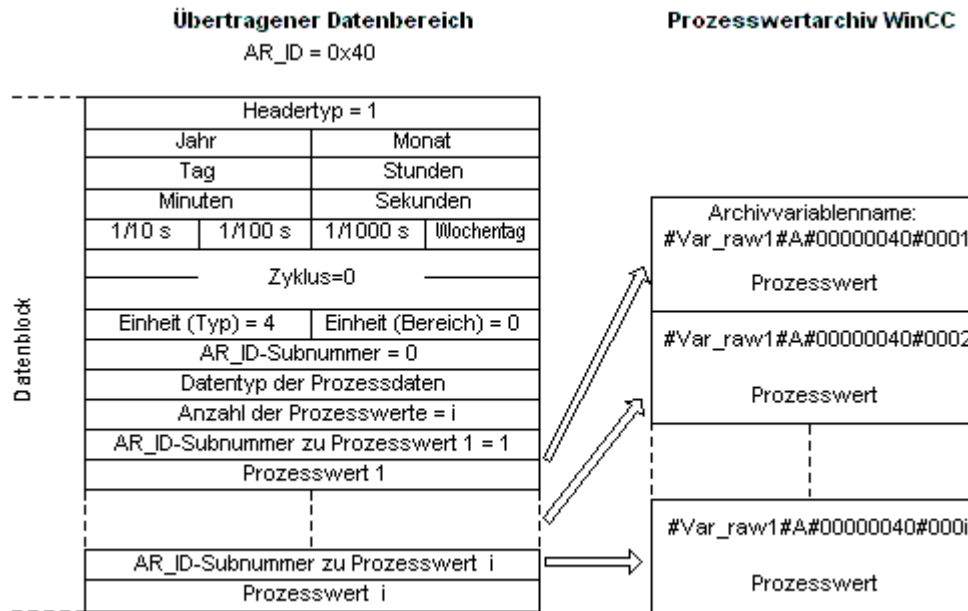 Übertragener Datenbereich
AR_ID = 0x40
Prozesswertarchiv WinCC
Datenblock
Headertyp = 1
Jahr Monat
Tag Stunden
Minuten Sekunden
1/10 s 1/100 s 1/1000 s Wochentag
Zyklus=0
Einheit (Typ) = 4 Einheit (Bereich) = 0
AR_ID-Subnummer = 0
Datentyp der Prozessdaten
Anzahl der Prozesswerte = i
AR_ID-Subnummer zu Prozesswert 1 = 1
Prozesswert 1
AR_ID-Subnummer zu Prozesswert i
Prozesswert i
Archivvariablenname:
#Var_raw1#A#00000040#0001
Prozesswert
#Var_raw1#A#00000040#0002
Prozesswert
#Var_raw1#A#00000040#000i
Prozesswert